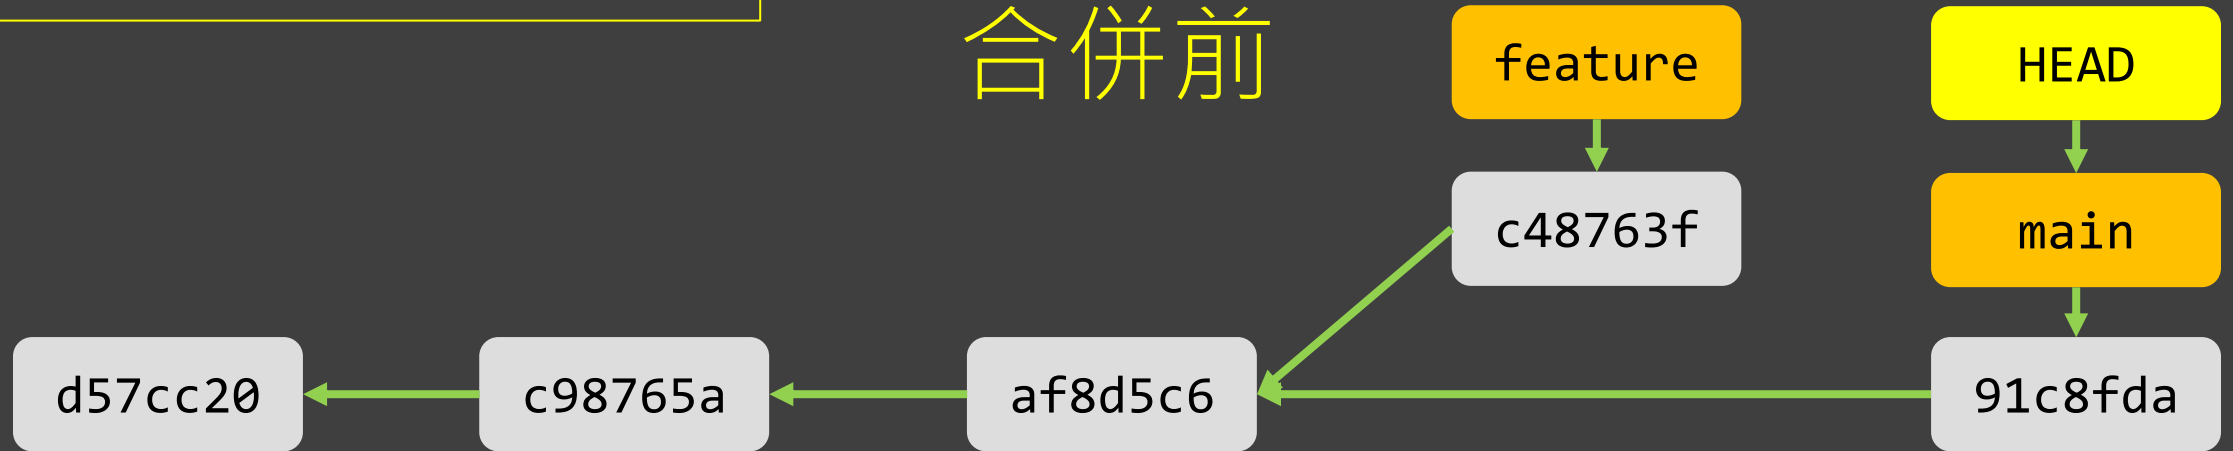 合併前
feature
HEAD
c48763f
main
d57cc20
c98765a
af8d5c6
91c8fda